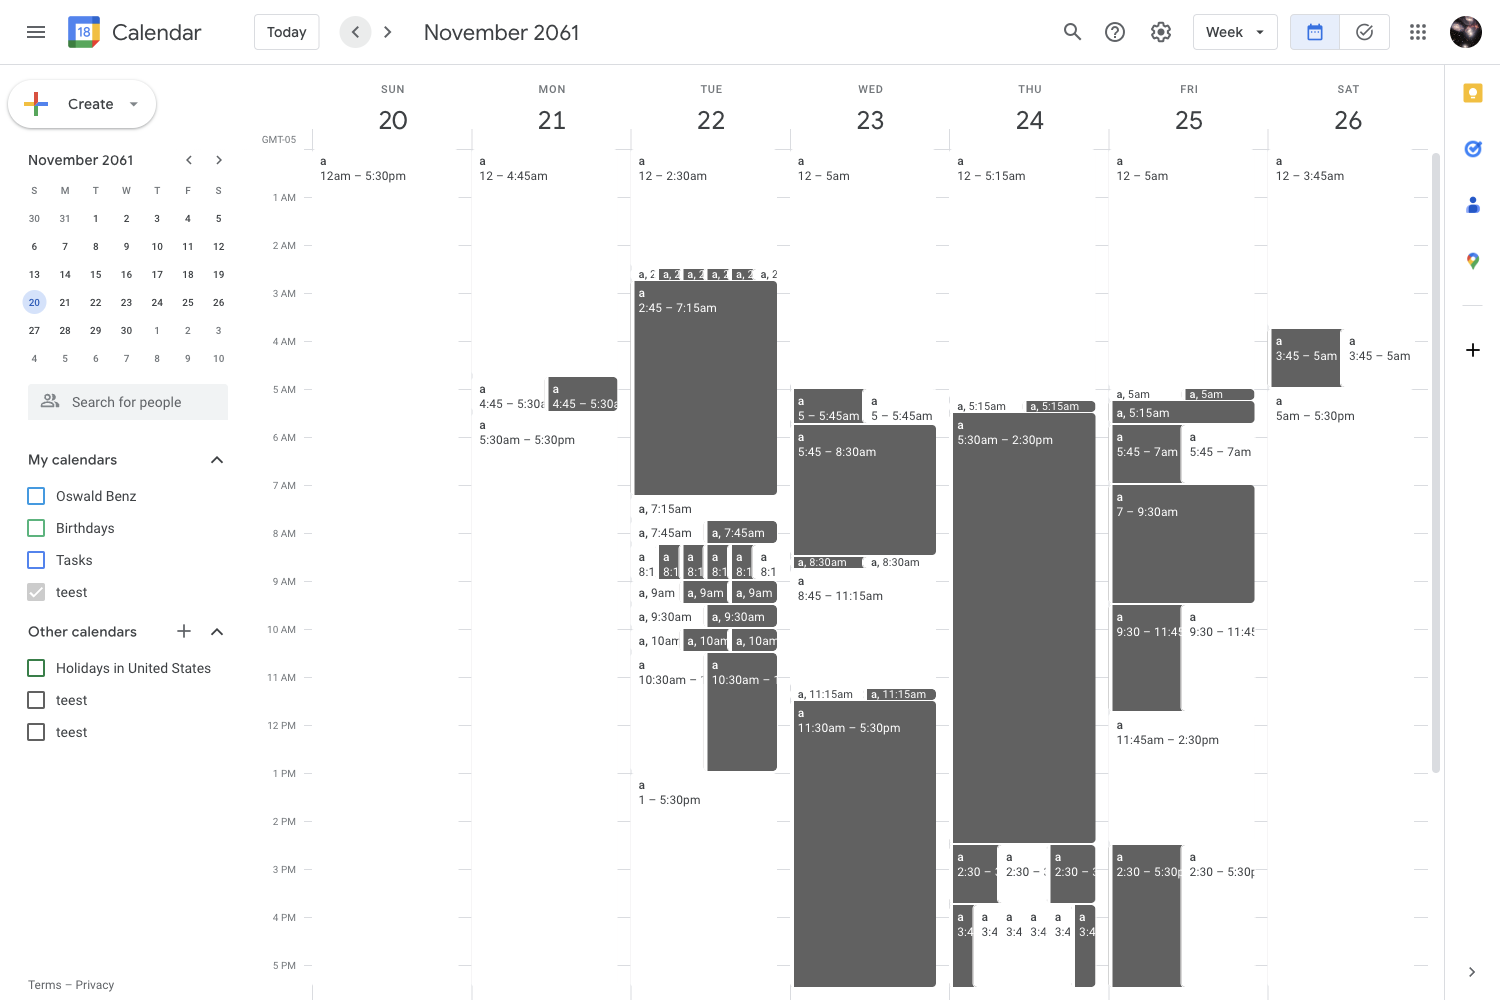 18 Calendar Today November 2061 Week
Create
November 2061
S M T W T F S
30 31 1 2 3 4 5
6 7 8 9 10 11 12
13 14 15 16 17 18 19
20 21 22 23 24 25 26
27 28 29 30 1 2 3
4 5 6 7 8 9 10
Search for people
My calendars
Oswald Benz
Birthdays
Tasks
teest
Other calendars
Holidays in United States
teest
teest
Terms – Privacy
SUN MON TUE WED THU FRI SAT
20 21 22 23 24 25 26
GMT-05
1 AM
2 AM
3 AM
4 AM
5 AM
6 AM
7 AM
8 AM
9 AM
10 AM
11 AM
12 PM
1 PM
2 PM
3 PM
4 PM
5 PM
a
12am – 5:30pm
a
12 – 4:45am
a
4:45 – 5:30a
a
4:45 – 5:30a
a
5:30am – 5:30pm
a
12 – 2:30am
a, 2 a, 2 a, 2 a, 2 a, 2 a, 2
a
2:45 – 7:15am
a, 7:15am
a, 7:45am a, 7:45am
a a a a a a
8:1 8:1 8:1 8:1 8:1 8:1
a, 9am a, 9am a, 9am
a, 9:30am a, 9:30am
a, 10am a, 10am a, 10am
a
10:30am –
a
10:30am – 1
a
1 – 5:30pm
a
12 – 5am
a
5 – 5:45am
a
5 – 5:45am
a
5:45 – 8:30am
a, 8:30am a, 8:30am
a
8:45 – 11:15am
a, 11:15am a, 11:15am
a
11:30am – 5:30pm
a
12 – 5:15am
a, 5:15am a, 5:15am
a
5:30am – 2:30pm
a a a
2:30 – 2:30 – 2:30 –
a a a a a a
3:4 3:4 3:4 3:4 3:4 3:4
a
12 – 5am
a, 5am a, 5am
a, 5:15am
a
5:45 – 7am
a
5:45 – 7am
a
7 – 9:30am
a
9:30 – 11:45
a
9:30 – 11:45
a
11:45am – 2:30pm
a
2:30 – 5:30p
a
2:30 – 5:30p
a
12 – 3:45am
a
3:45 – 5am
a
3:45 – 5am
a
5am – 5:30pm